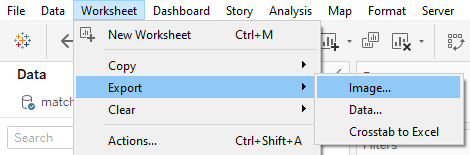 File Data Worksheet Dashboard Story Analysis Map Format Server
New Worksheet Ctrl+M
Data
Copy
Export Image...
match
Clear Data...
Crosstab to Excel
Search
Actions... Ctrl+Shift+A
Filters